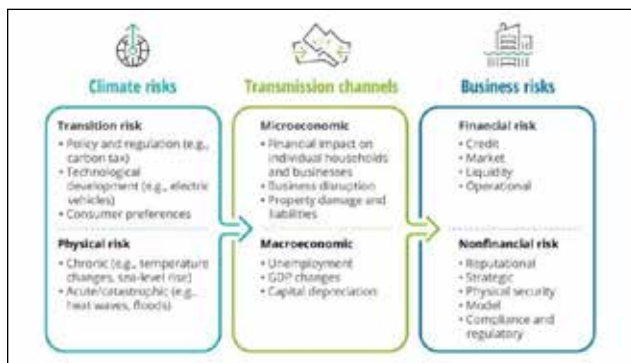 Climate risks
Transition risk
• Policy and regulation (e.g.,
carbon tax)
• Technological
development (e.g., electric
vehicles)
• Consumer preferences
Physical risk
• Chronic (e.g., temperature
changes, sea-level rise)
• Acute/catastrophic (e.g.,
heat waves, floods)
Transmission channels
Microeconomic
• Financial impact on
individual households
and businesses
• Business disruption
• Property damage and
liabilities
Macroeconomic
• Unemployment
• GDP changes
• Capital depreciation
Business risks
Financial risk
• Credit
• Market
• Liquidity
• Operational
Nonfinancial risk
• Reputational
• Strategic
• Physical security
• Model
• Compliance and
regulatory